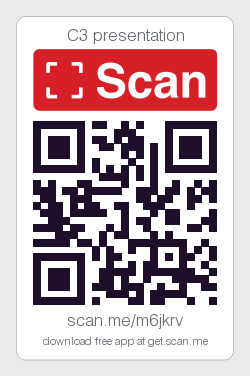 C3 presentation
Scan
scan.me/m6jkrv
download free app at get.scan.me